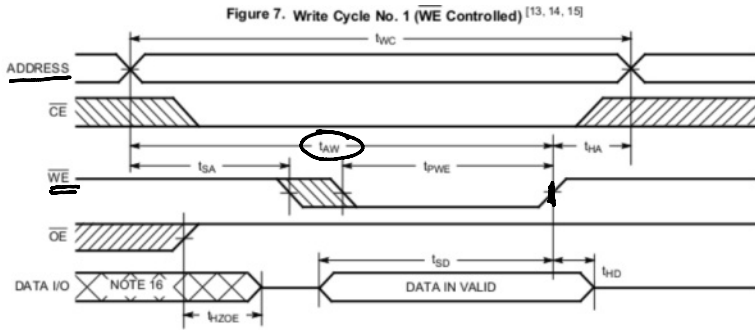 Figure 7. Write Cycle No. 1 (WE Controlled) [13, 14, 15]
tWC
ADDRESS
CE
tAW
tHA
tSA
tPWE
WE
OE
tSD
tHD
DATA I/O
NOTE 16
DATA IN VALID
tHZOE